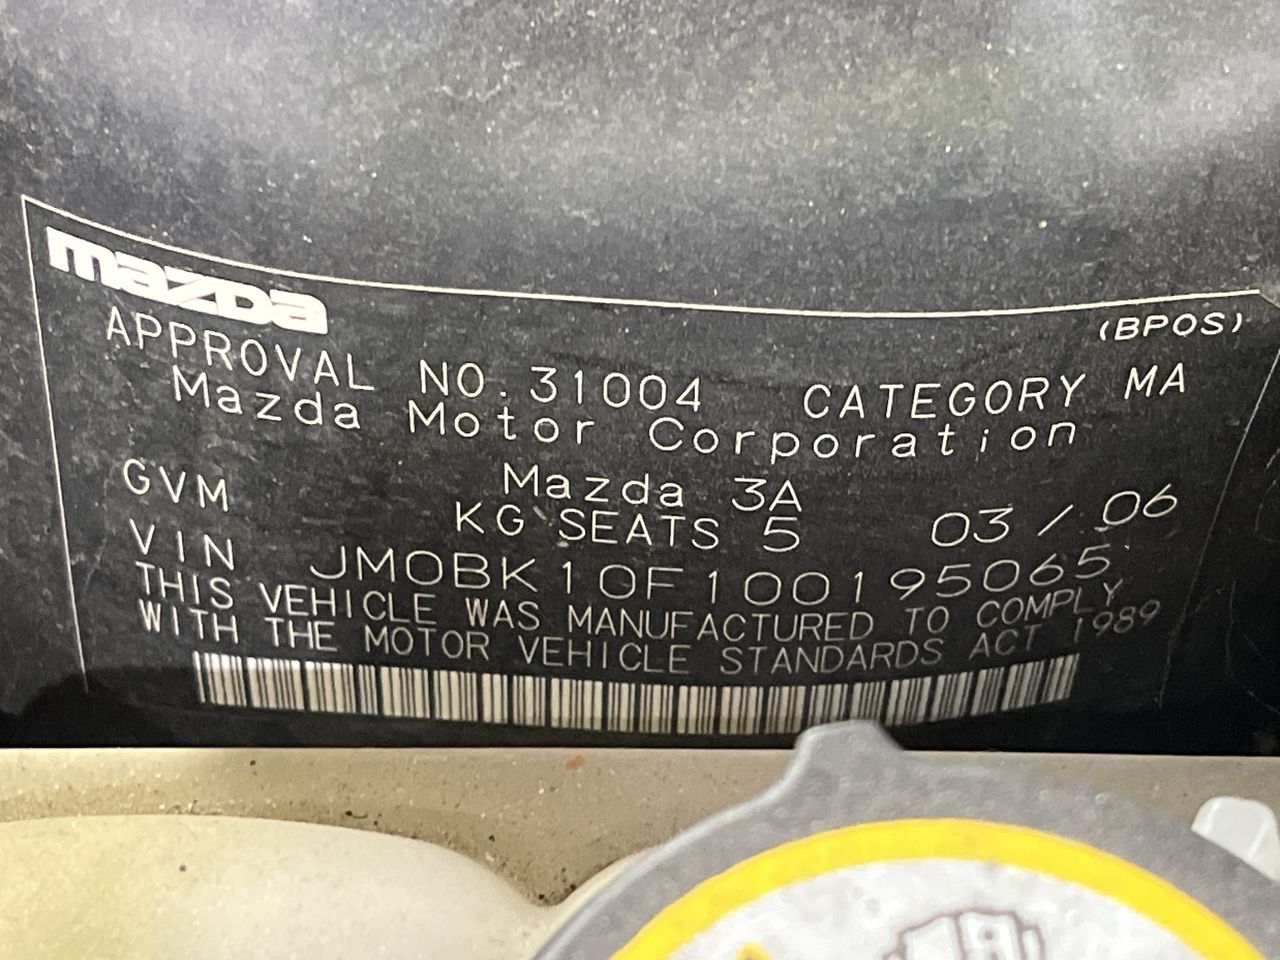 mazda
(BPOS)
APPROVAL NO.31004 CATEGORY MA
Mazda Motor Corporation
Mazda 3A
GVM KG SEATS 5 03/06
VIN JM0BK10F100195065
THIS VEHICLE WAS MANUFACTURED TO COMPLY
WITH THE MOTOR VEHICLE STANDARDS ACT 1989